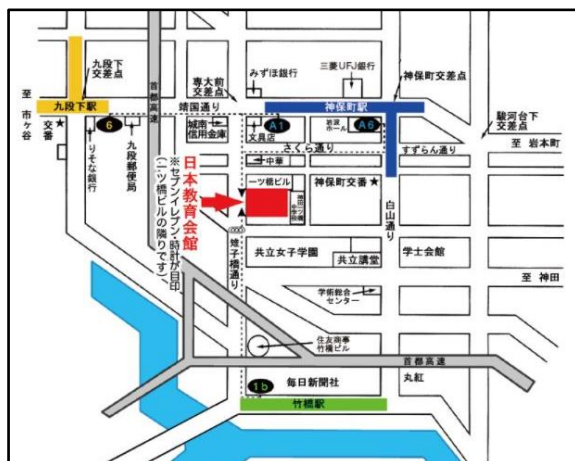 九段下
交差点
専大前
交差点
みずほ銀行
三菱UFJ銀行
神保町交差点
首都高速
至 市ヶ谷
九段下駅
靖国通り
神保町駅
駿河台下
交差点
交番
6
りそな銀行
九段郵便局
城南
信用金庫
A1
文具店
岩波
ホール
A6
さくら通り
すずらん通り
至 岩本町
中華
日本教育会館
※セブンイレブン・時計が目印
(一ツ橋ビルの隣りです)
一ツ橋ビル
神保町交番★
白山通り
雉子橋通り
共立女子学園
共立講堂
学士会館
至 神田
学術総合
センター
住友商事
竹橋ビル
首都高速
1b
毎日新聞社
丸紅
竹橋駅